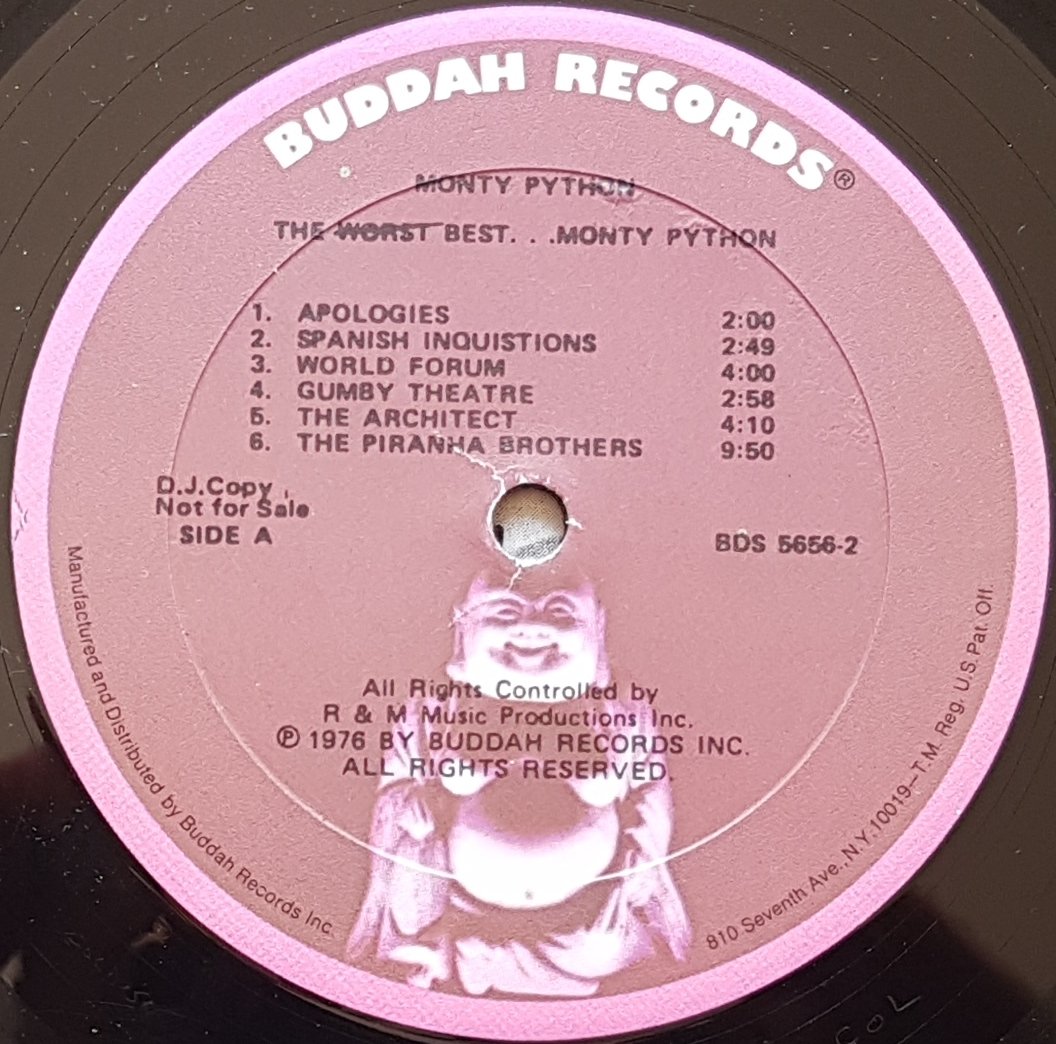 BUDDAH RECORDS®
MONTY PYTHON
THE WORST BEST. . .MONTY PYTHON
1. APOLOGIES 2:00
2. SPANISH INQUISTIONS 2:49
3. WORLD FORUM 4:00
4. GUMBY THEATRE 2:58
5. THE ARCHITECT 4:10
6. THE PIRANHA BROTHERS 9:50
D.J.Copy
Not for Sale
SIDE A
BDS 5656-2
All Rights Controlled by
R & M Music Productions Inc.
℗ 1976 BY BUDDAH RECORDS INC.
ALL RIGHTS RESERVED.
Manufactured and Distributed by Buddah Records Inc.
810 Seventh Ave., N.Y. 10019—T.M. Reg. U.S. Pat. Off.